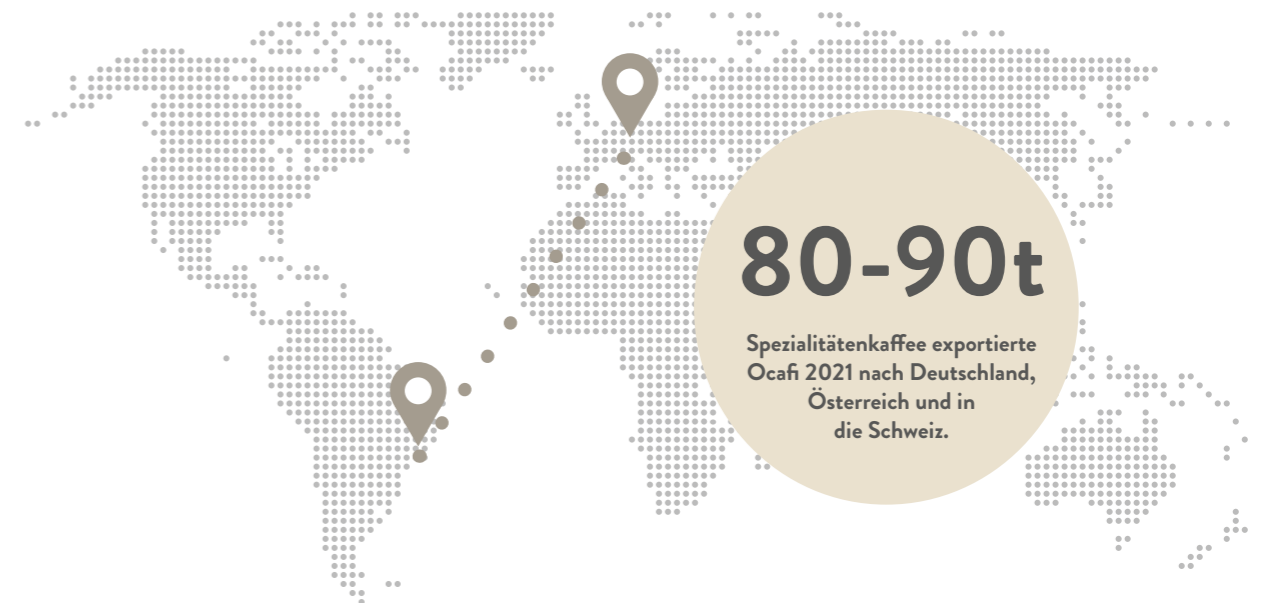 80-90t
Spezialitätenkaffee exportierte
Ocafi 2021 nach Deutschland,
Österreich und in
die Schweiz.